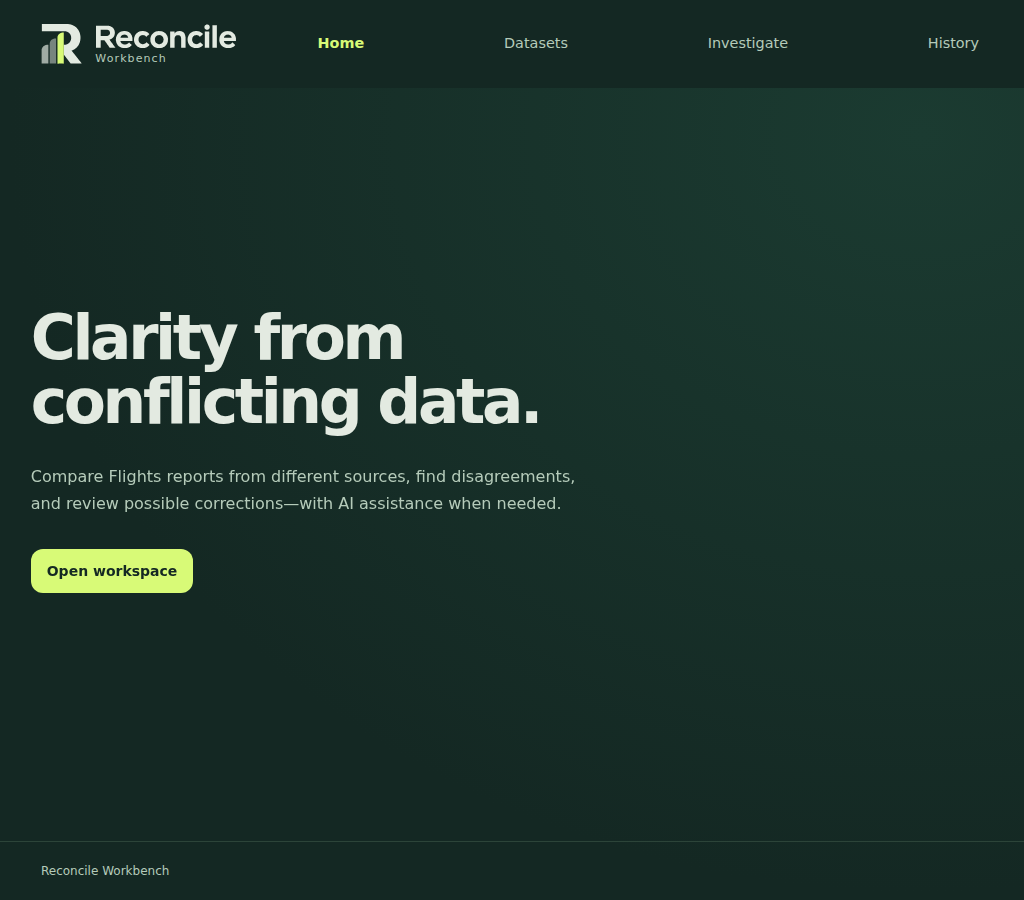 Reconcile
Workbench
Home
Datasets
Investigate
History
Clarity from
conflicting data.
Compare Flights reports from different sources, find disagreements,
and review possible corrections—with AI assistance when needed.
Open workspace
Reconcile Workbench